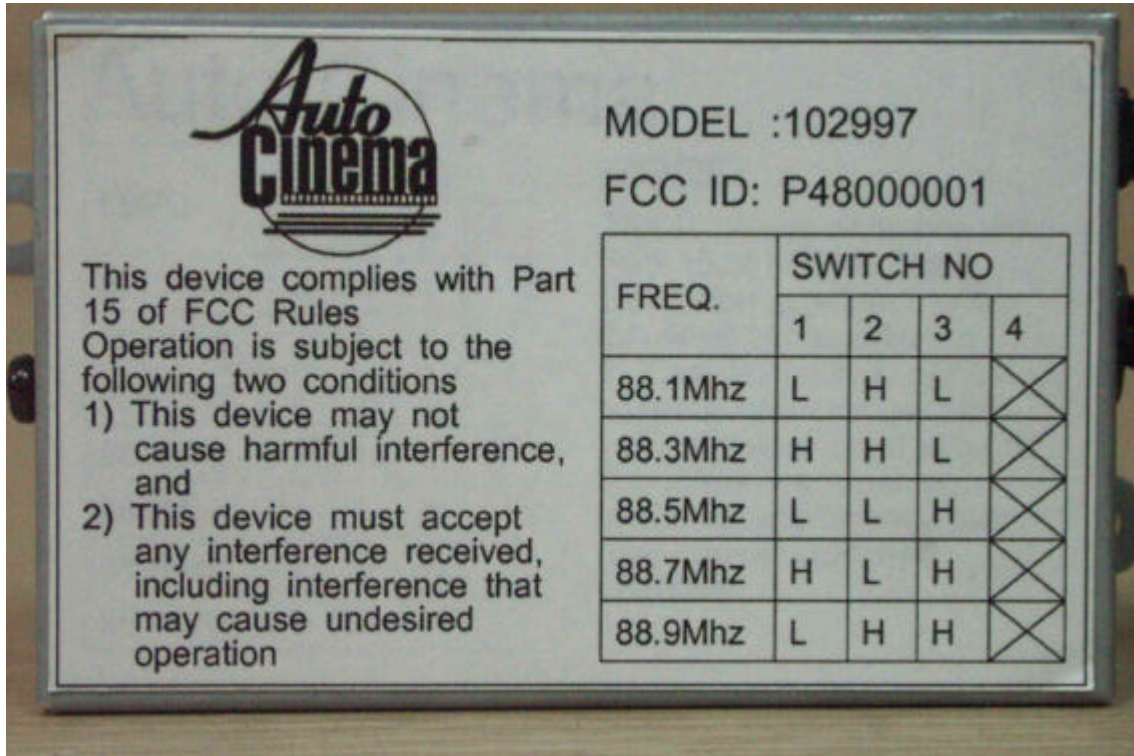 Auto
Cinema
MODEL :102997
FCC ID: P48000001
This device complies with Part
15 of FCC Rules
Operation is subject to the
following two conditions
1) This device may not
cause harmful interference,
and
2) This device must accept
any interference received,
including interference that
may cause undesired
operation
FREQ. SWITCH NO
1 2 3 4
88.1Mhz L H L
88.3Mhz H H L
88.5Mhz L L H
88.7Mhz H L H
88.9Mhz L H H